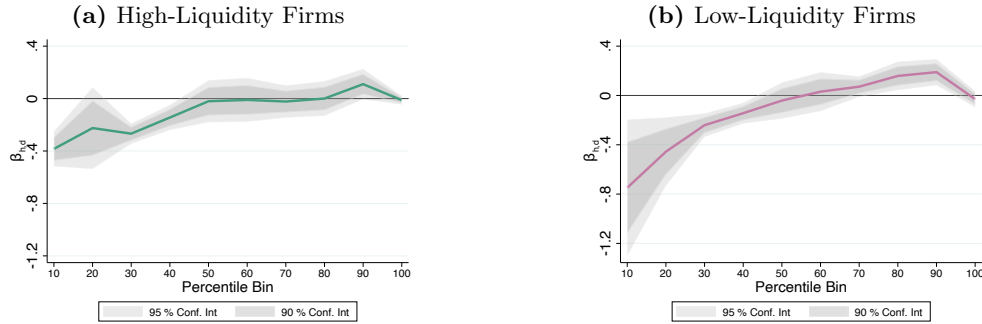 (a) High-Liquidity Firms
.4
0
-.4
-.8
-1.2
βh,d
10 20 30 40 50 60 70 80 90 100
Percentile Bin
95 % Conf. Int 90 % Conf. Int
(b) Low-Liquidity Firms
.4
0
-.4
-.8
-1.2
βh,d
10 20 30 40 50 60 70 80 90 100
Percentile Bin
95 % Conf. Int 90 % Conf. Int